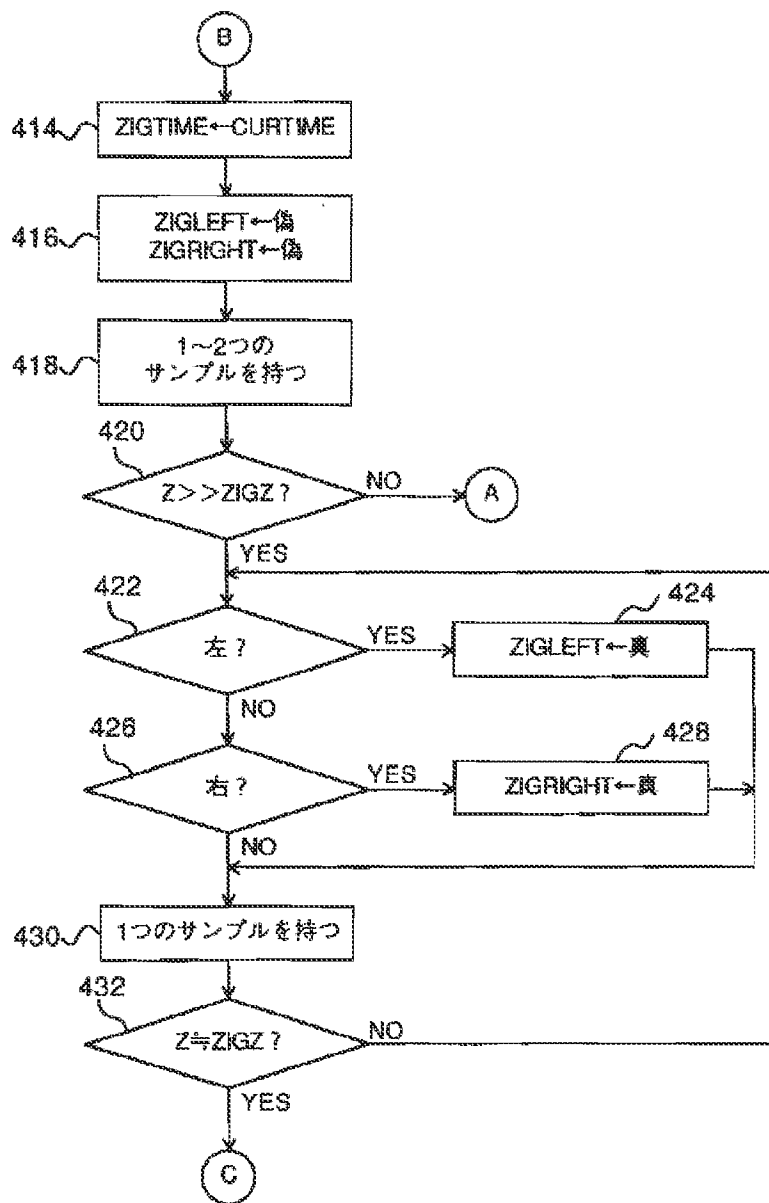 B
414
ZIGTIME←CURTIME
416
ZIGLEFT←偽
ZIGRIGHT←偽
418
1～2つの
サンプルを持つ
420
Z>>ZIGZ？
NO
A
YES
422
左？
YES
424
ZIGLEFT←真
NO
426
右？
YES
428
ZIGRIGHT←真
NO
430
1つのサンプルを持つ
432
Z≒ZIGZ？
NO
YES
C